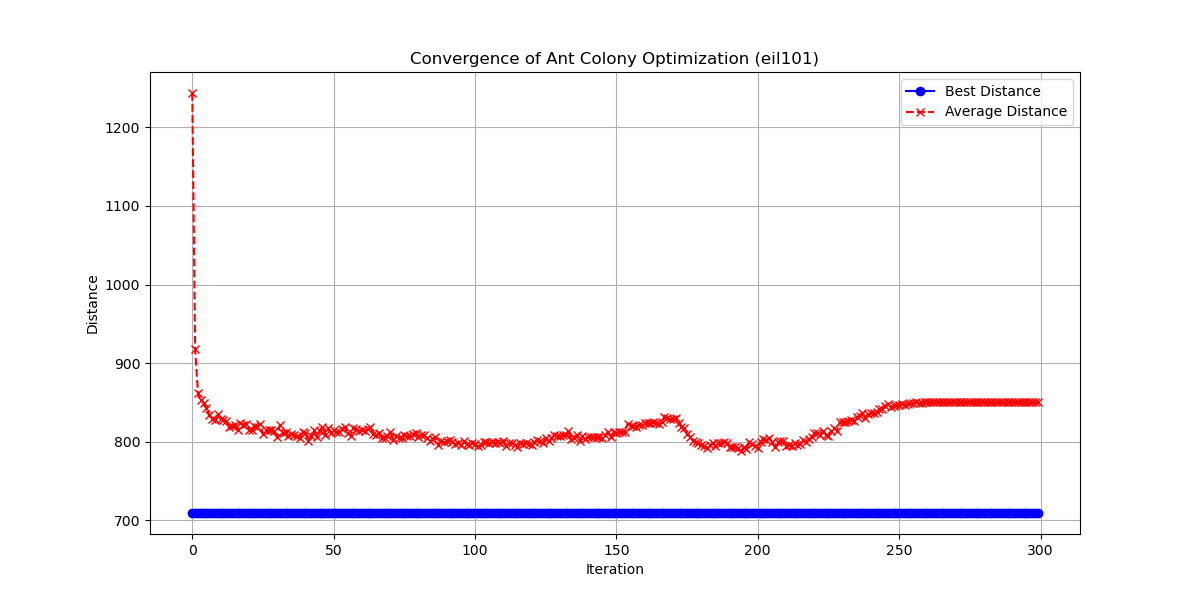 Convergence of Ant Colony Optimization (eil101)
Best Distance
Average Distance
1200
1100
1000
900
800
700
Distance
0 50 100 150 200 250 300
Iteration